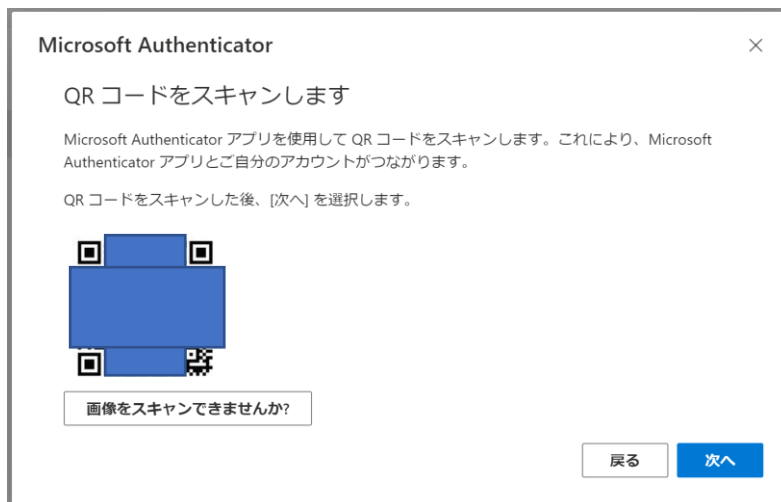 Microsoft Authenticator
QR コードをスキャンします
Microsoft Authenticator アプリを使用して QR コードをスキャンします。これにより、Microsoft
Authenticator アプリとご自分のアカウントがつながります。
QR コードをスキャンした後、[次へ] を選択します。
画像をスキャンできませんか?
戻る 次へ